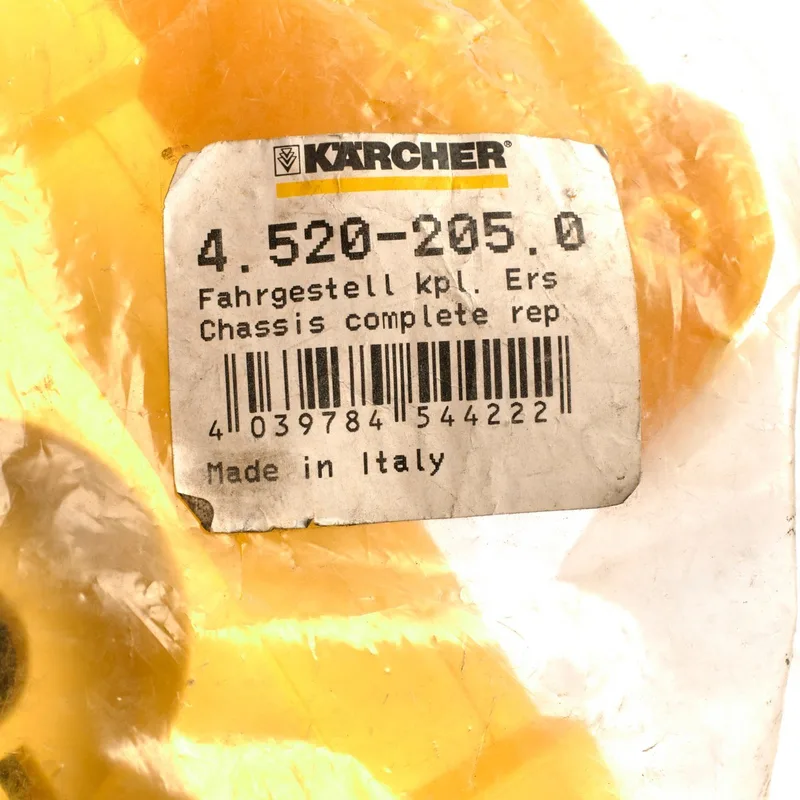 KÄRCHER®
4.520-205.0
Fahrgestell kpl. Ers
Chassis complete rep
4 039784 544222
Made in Italy